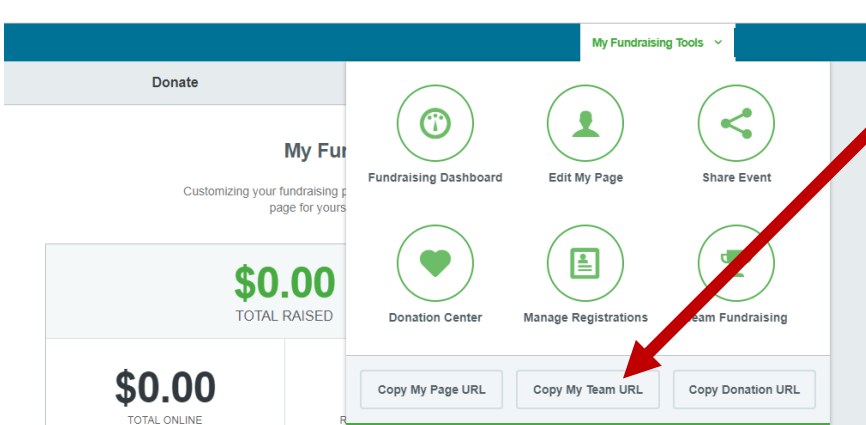 My Fundraising Tools
Donate
My Fur
Customizing your fundraising p
page for yours
$0.00
TOTAL RAISED
$0.00
TOTAL ONLINE
R
Fundraising Dashboard
Edit My Page
Share Event
Donation Center
Manage Registrations
eam Fundraising
Copy My Page URL
Copy My Team URL
Copy Donation URL